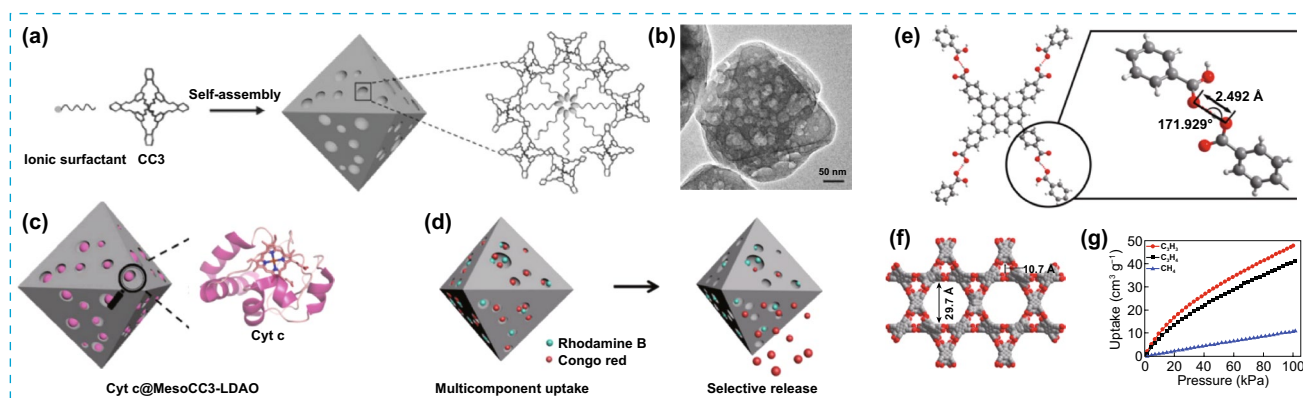 (a)
Ionic surfactant
CC3
Self-assembly
(b)
50 nm
(c)
Cyt c
Cyt c@MesoCC3-LDAO
(d)
Rhodamine B
Congo red
Multicomponent uptake
Selective release
(e)
2.492 Å
171.929°
(f)
10.7 Å
29.7 Å
(g)
50
40
30
20
10
0
C₂H₂
C₂H₄
CH₄
Uptake (cm³ g⁻¹)
0 20 40 60 80 100
Pressure (kPa)